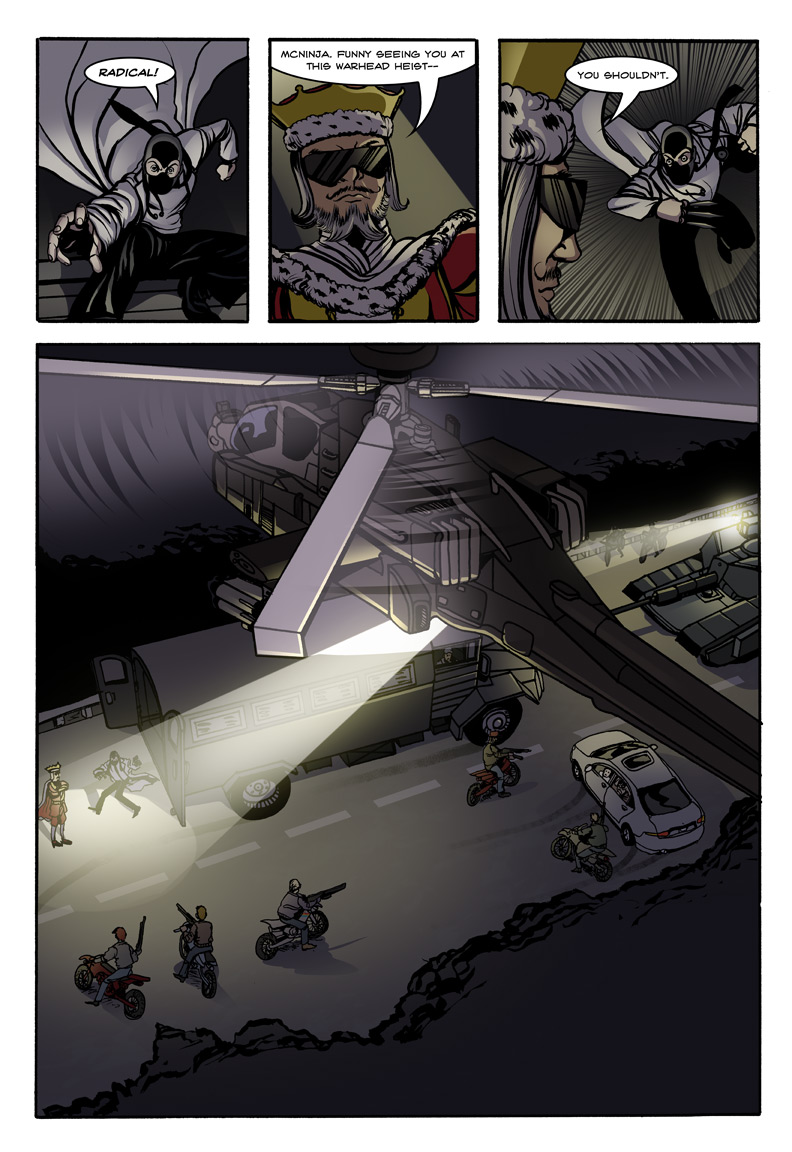 RADICAL!
MCNINJA. FUNNY SEEING YOU AT
THIS WARHEAD HEIST--
YOU SHOULDN'T.